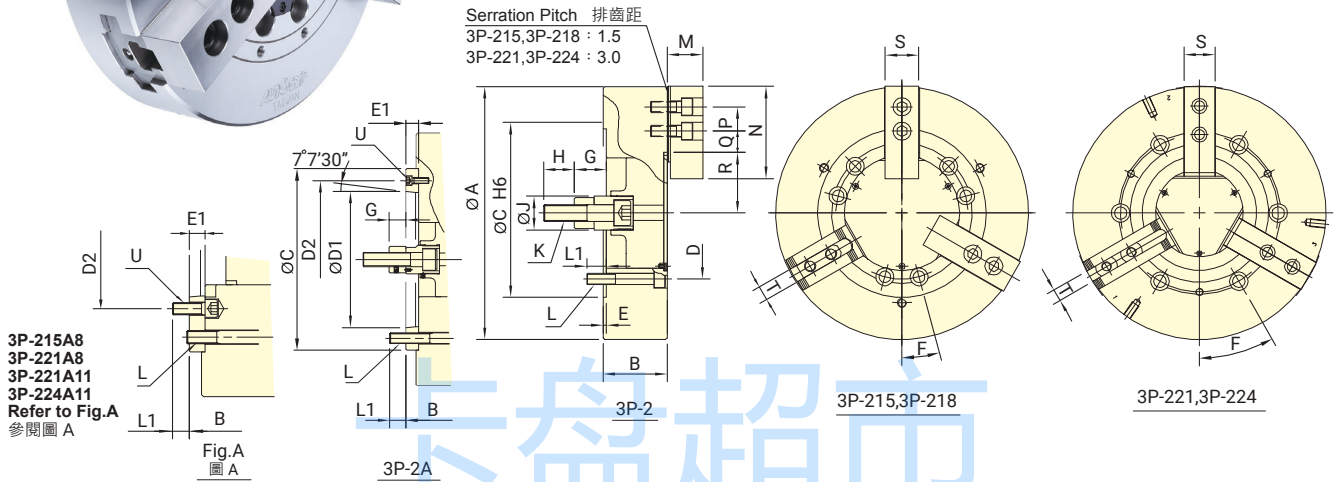 Serration Pitch 排齒距
3P-215,3P-218：1.5
3P-221,3P-224：3.0
TAIWAN
M
S
S
E1
U
7°7'30"
P
Q
N
R
H
G
ØA
ØC H6
ØJ
K
L1
D
L
E
B
F
T
T
F
G
ØC
D2
ØD1
L
L1
B
E1
D2
U
L
L1
B
3P-215A8
3P-221A8
3P-221A11
3P-224A11
Refer to Fig.A
參閱圖 A
Fig.A
圖 A
3P-2A
3P-2
3P-215,3P-218
3P-221,3P-224
卡盘超市